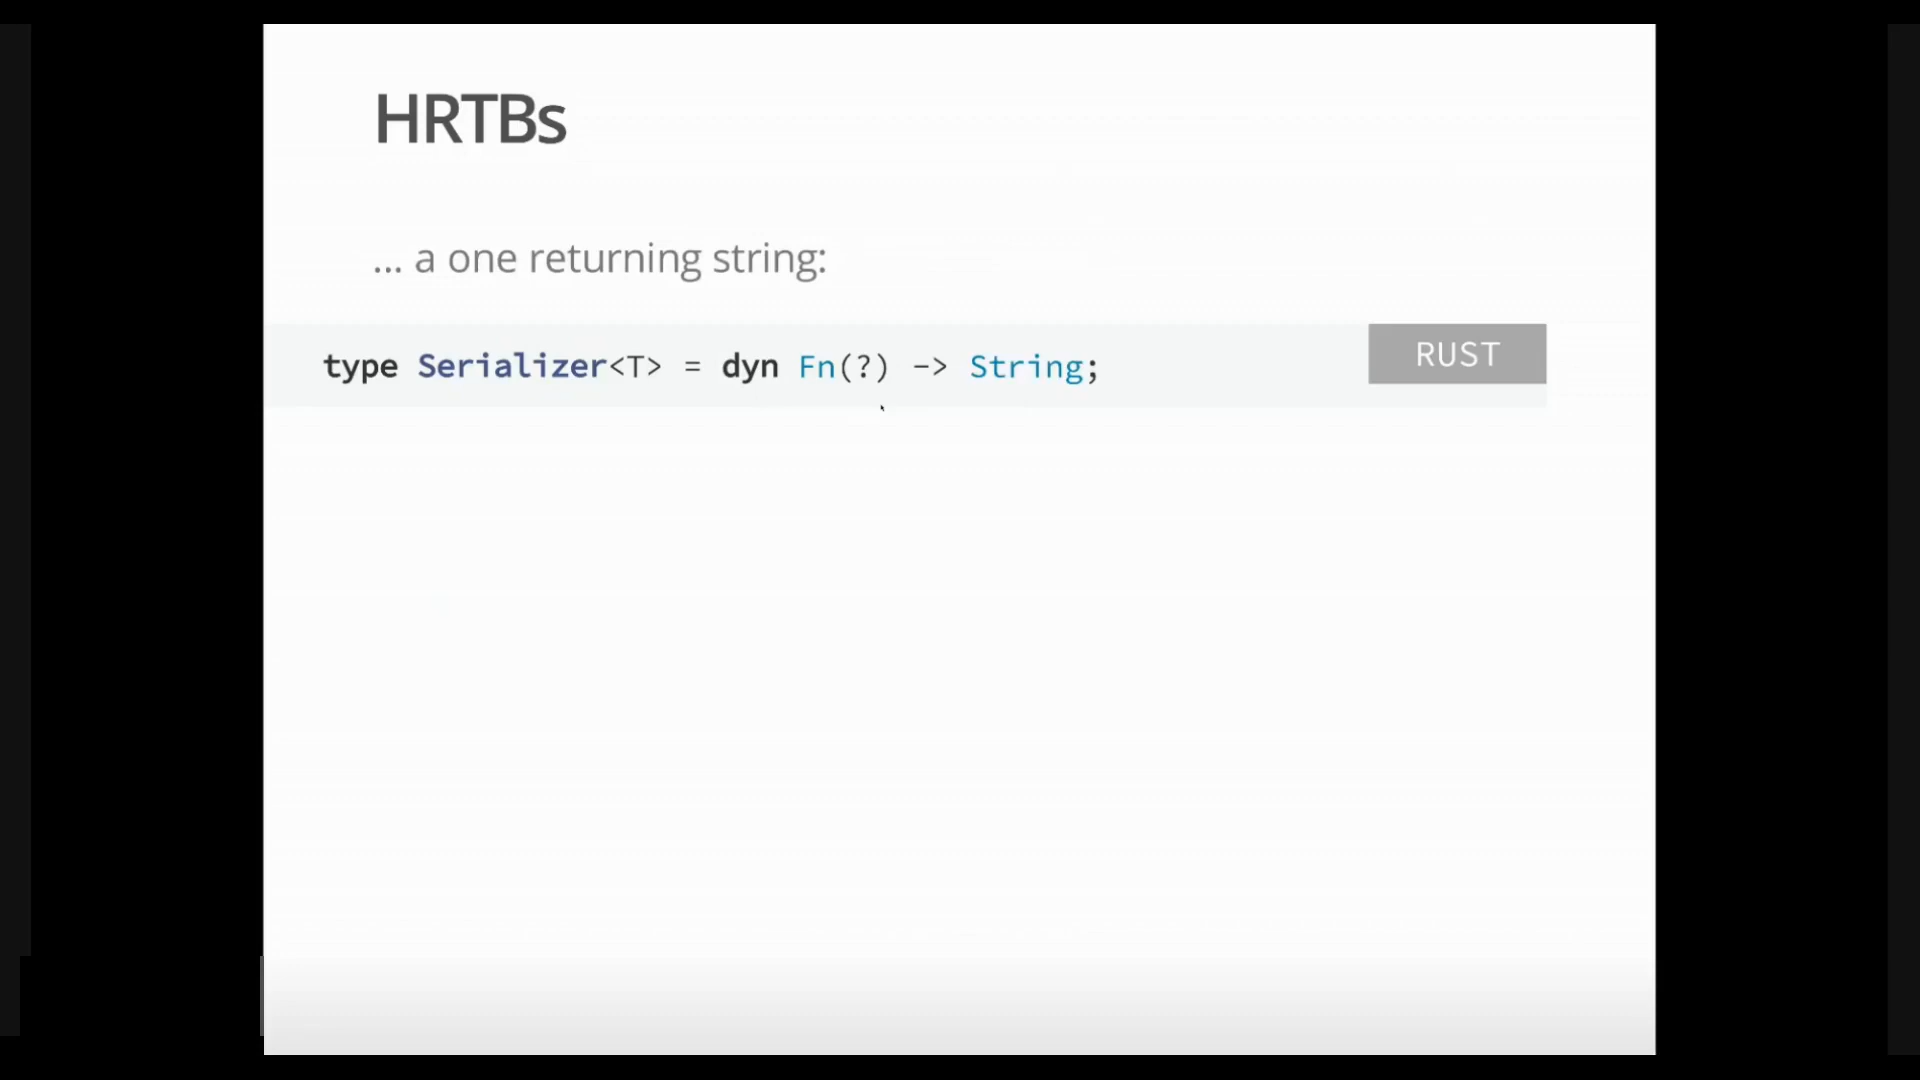 HRTBs
... a one returning string:
type Serializer<T> = dyn Fn(?) -> String;
RUST